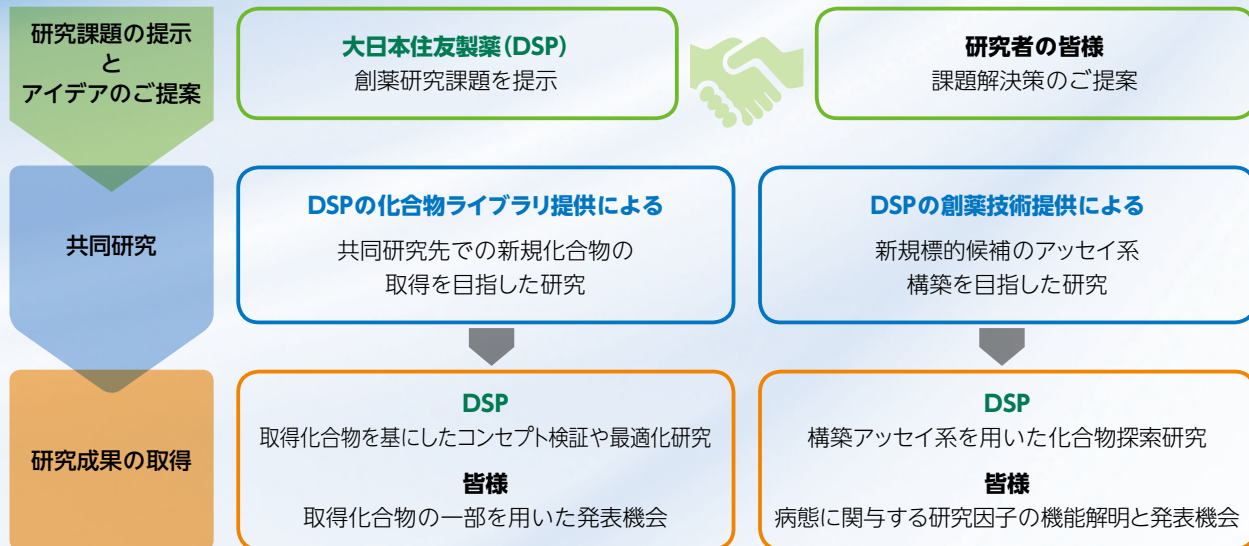 研究課題の提示
と
アイデアのご提案
大日本住友製薬(DSP)
創薬研究課題を提示
研究者の皆様
課題解決策のご提案
共同研究
DSPの化合物ライブラリ提供による
共同研究先での新規化合物の
取得を目指した研究
DSPの創薬技術提供による
新規標的候補のアッセイ系
構築を目指した研究
研究成果の取得
DSP
取得化合物を基にしたコンセプト検証や最適化研究
皆様
取得化合物の一部を用いた発表機会
DSP
構築アッセイ系を用いた化合物探索研究
皆様
病態に関与する研究因子の機能解明と発表機会